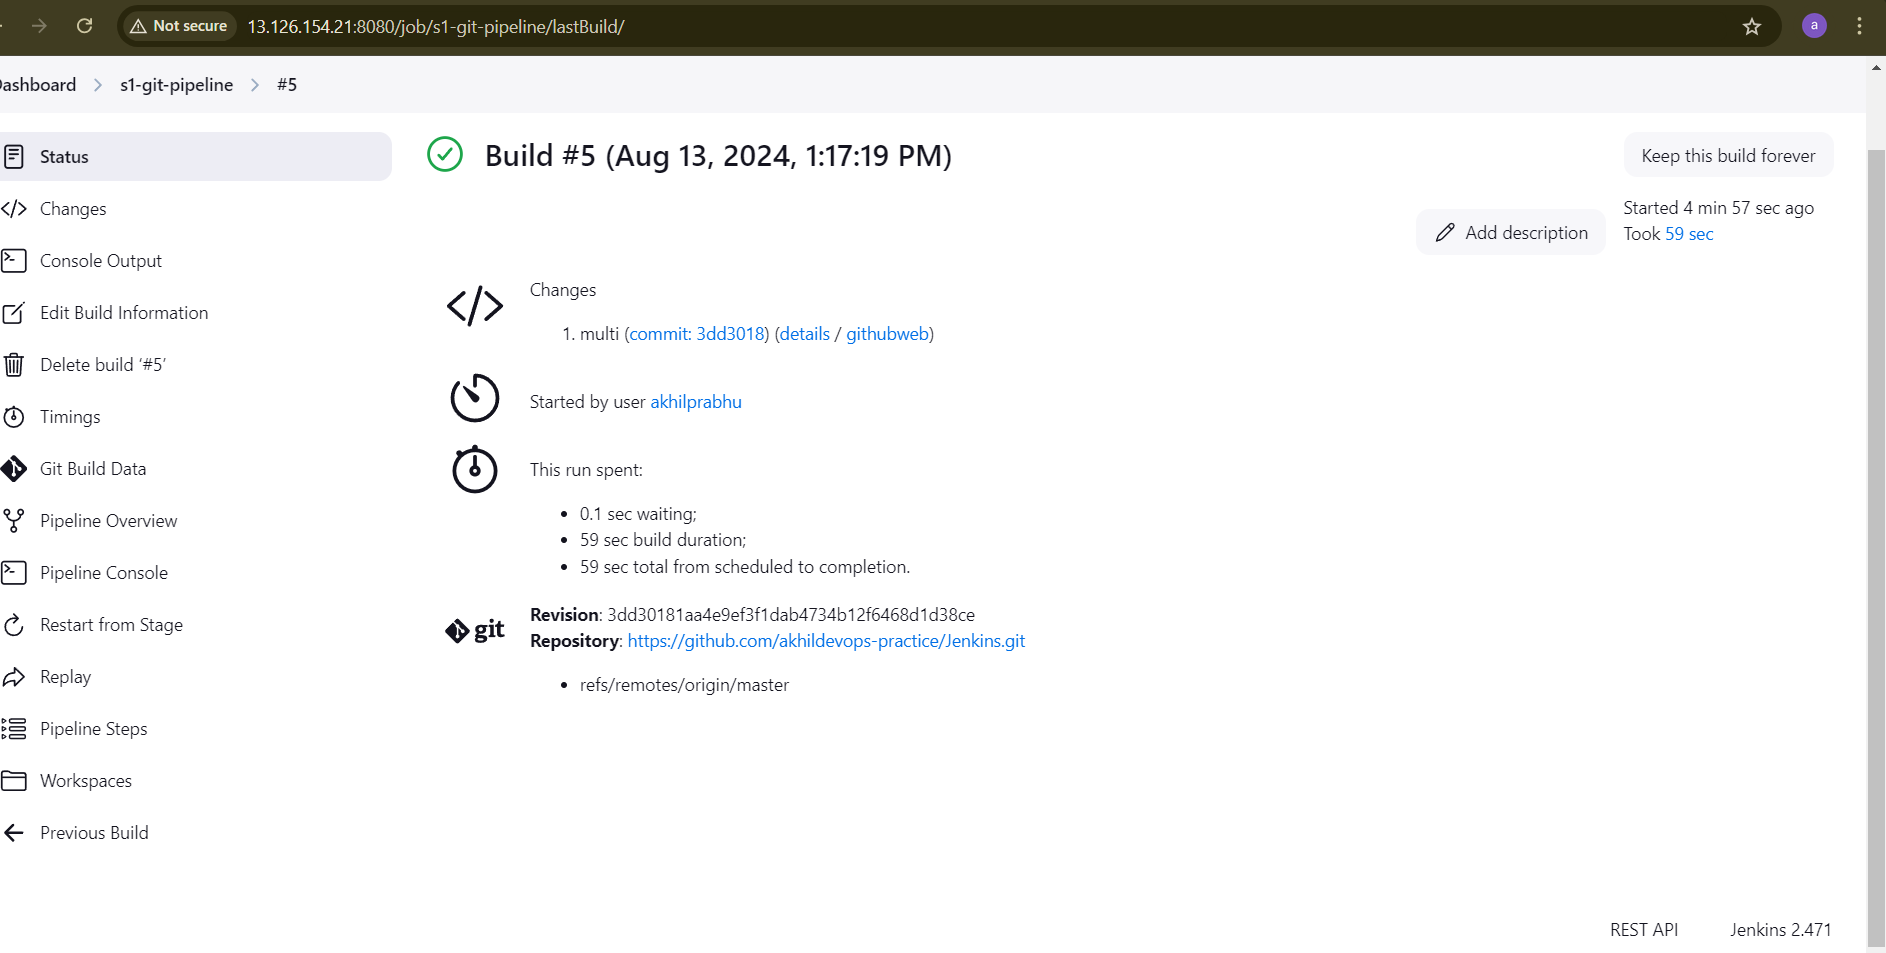 Not secure 13.126.154.21:8080/job/s1-git-pipeline/lastBuild/ a
Dashboard s1-git-pipeline #5
Status
Changes
Console Output
Edit Build Information
Delete build ‘#5’
Timings
Git Build Data
Pipeline Overview
Pipeline Console
Restart from Stage
Replay
Pipeline Steps
Workspaces
Previous Build
Build #5 (Aug 13, 2024, 1:17:19 PM)
Keep this build forever
Add description
Started 4 min 57 sec ago
Took 59 sec
Changes
1. multi (commit: 3dd3018) (details / githubweb)
Started by user akhilprabhu
This run spent:
• 0.1 sec waiting;
• 59 sec build duration;
• 59 sec total from scheduled to completion.
git
Revision: 3dd30181aa4e9ef3f1dab4734b12f6468d1d38ce
Repository: https://github.com/akhildevops-practice/Jenkins.git
• refs/remotes/origin/master
REST API Jenkins 2.471